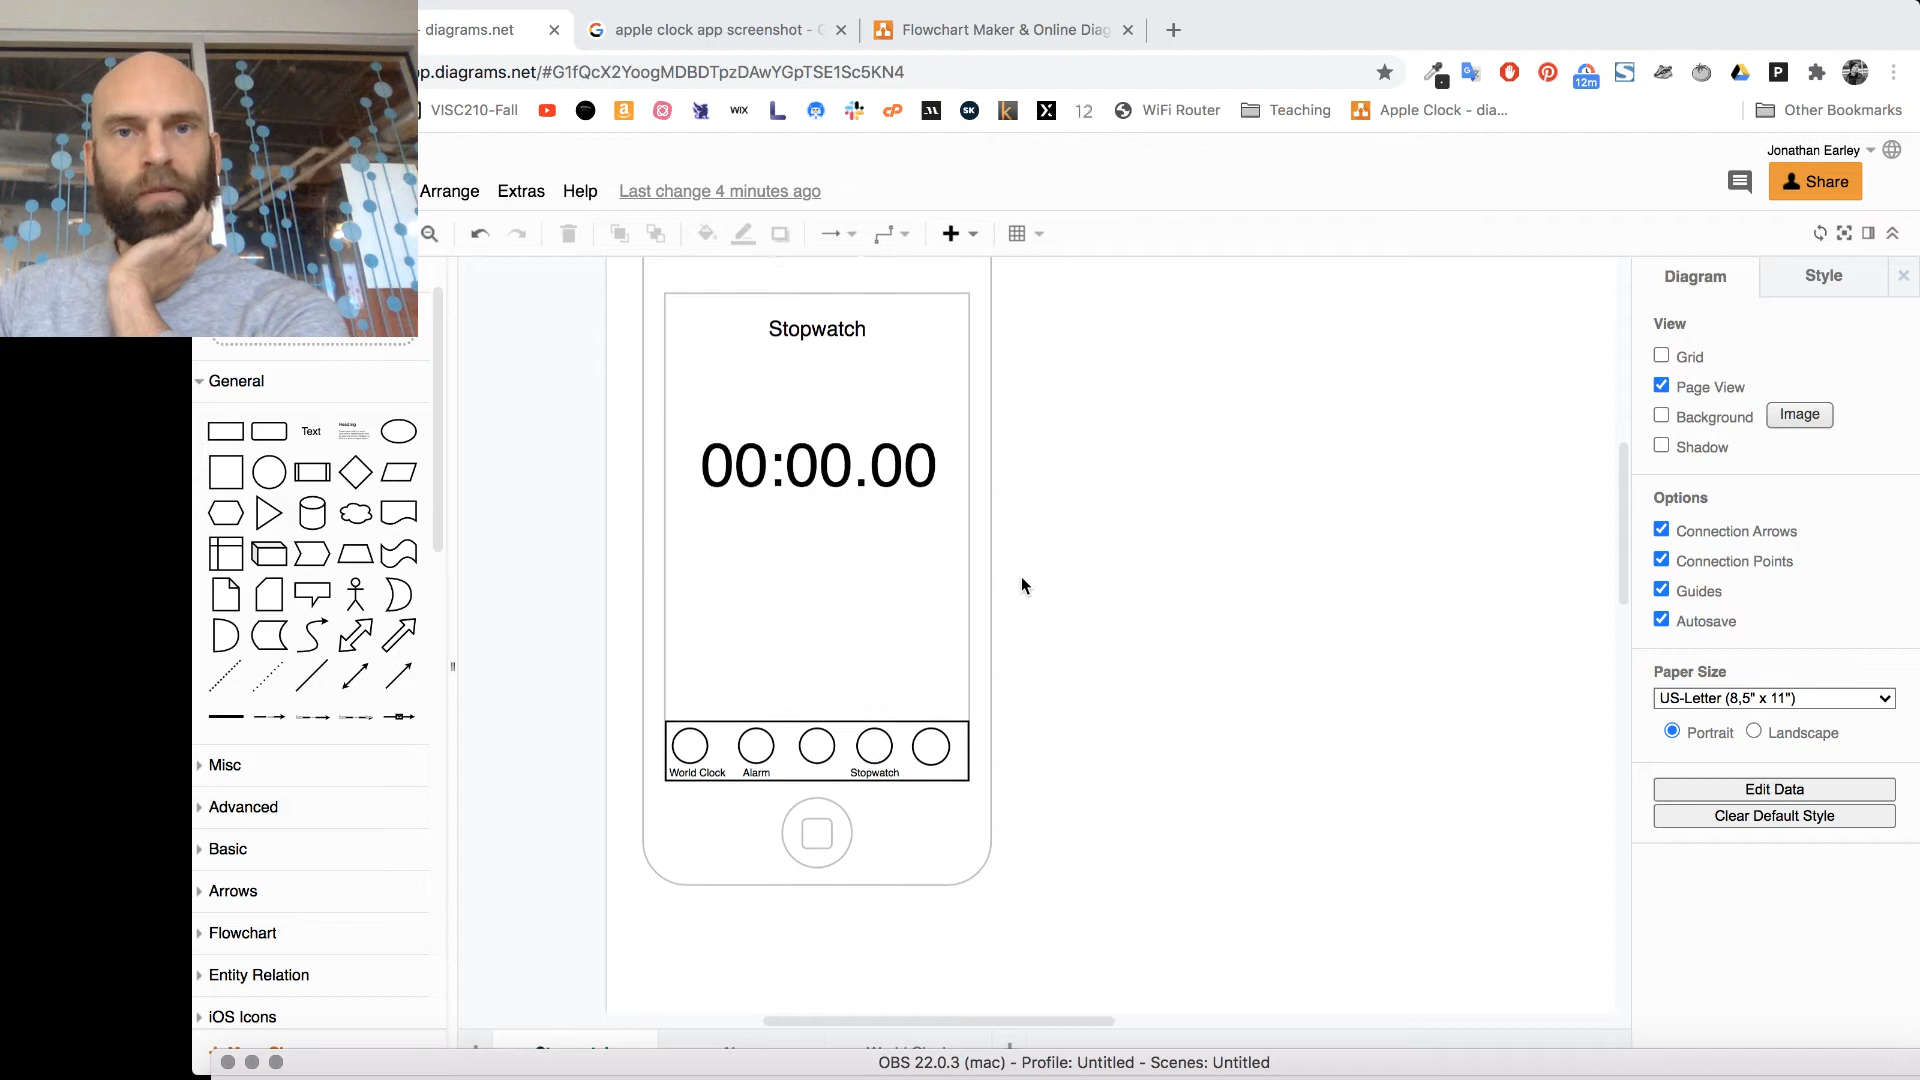 - diagrams.net
apple clock app screenshot -
Flowchart Maker & Online Diag
p.diagrams.net/#G1fQcX2YoogMDBDTpzDAwYGpTSE1Sc5KN4
12m
VISC210-Fall
WIX
SK
12
WiFi Router
Teaching
Apple Clock - dia...
Other Bookmarks
Jonathan Earley
Arrange
Extras
Help
Last change 4 minutes ago
Share
Diagram
Style
Stopwatch
00:00.00
World Clock
Alarm
Stopwatch
General
Text
Heading
Misc
Advanced
Basic
Arrows
Flowchart
Entity Relation
iOS Icons
View
Grid
Page View
Background
Image
Shadow
Options
Connection Arrows
Connection Points
Guides
Autosave
Paper Size
US-Letter (8,5" x 11")
Portrait
Landscape
Edit Data
Clear Default Style
OBS 22.0.3 (mac) - Profile: Untitled - Scenes: Untitled